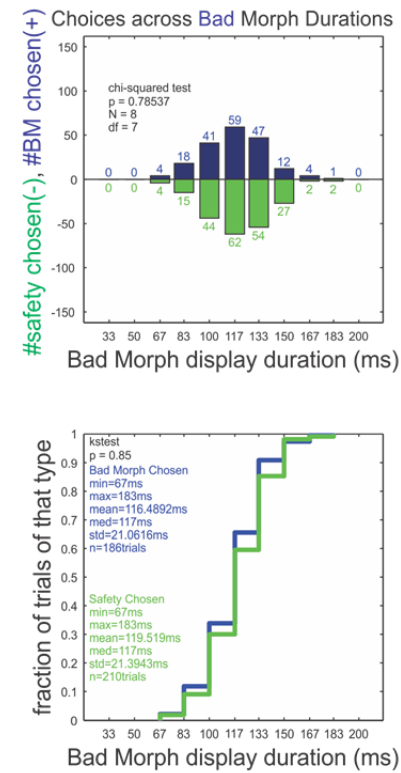 Choices across Bad Morph Durations
#safety chosen(-), #BM chosen(+)
150
100
50
0
-50
-100
-150
chi-squared test
p = 0.78537
N = 8
df = 7
0 0 4 18 41 59 47 12 4 1 0
0 0 4 15 44 62 54 27 2 2 0
33 50 67 83 100 117 133 150 167 183 200
Bad Morph display duration (ms)
fraction of trials of that type
1
0.9
0.8
0.7
0.6
0.5
0.4
0.3
0.2
0.1
0
kstest
p = 0.85
Bad Morph Chosen
min=67ms
max=183ms
mean=116.4892ms
med=117ms
std=21.0616ms
n=186trials
Safety Chosen
min=67ms
max=183ms
mean=119.519ms
med=117ms
std=21.3943ms
n=210trials
33 50 67 83 100 117 133 150 167 183 200
Bad Morph display duration (ms)